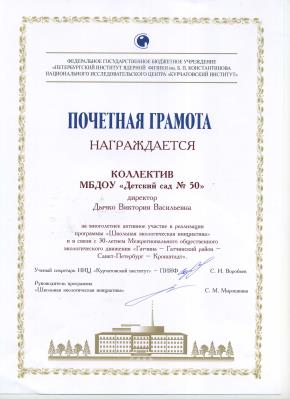 ФЕДЕРАЛЬНОЕ ГОСУДАРСТВЕННОЕ БЮДЖЕТНОЕ УЧРЕЖДЕНИЕ
«ПЕТЕРБУРГСКИЙ ИНСТИТУТ ЯДЕРНОЙ ФИЗИКИ им. Б. П. КОНСТАНТИНОВА
НАЦИОНАЛЬНОГО ИССЛЕДОВАТЕЛЬСКОГО ЦЕНТРА «КУРЧАТОВСКИЙ ИНСТИТУТ»
ПОЧЕТНАЯ ГРАМОТА
НАГРАЖДАЕТСЯ
КОЛЛЕКТИВ
МБДОУ «Детский сад № 50»
директор
Дычко Виктория Васильевна
за многолетнее активное участие в реализации
программы «Школьная экологическая инициатива»
и в связи с 30-летием Межрегионального общественного
экологического движения «Гатчина – Гатчинский район –
Санкт-Петербург – Кронштадт».
Ученый секретарь НИЦ «Курчатовский институт» – ПИЯФ С. И. Воробьев
Руководитель программы
«Школьная экологическая инициатива» С. М. Мирошкина